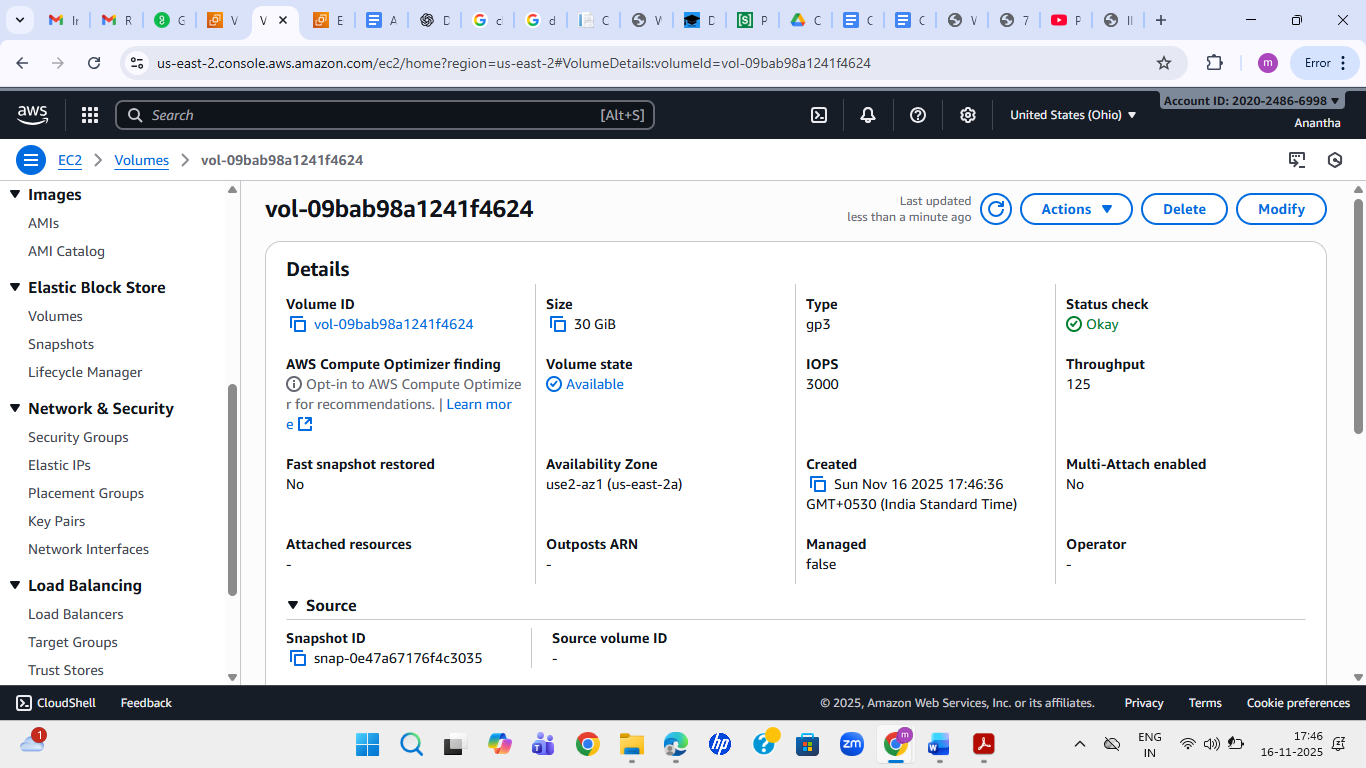 Ir
R
G
V
V
E
A
D
cl
d
C
W
D
P
C
C
C
W
7
P
II
us-east-2.console.aws.amazon.com/ec2/home?region=us-east-2#VolumeDetails:volumeId=vol-09bab98a1241f4624
m
Error
aws
Search
[Alt+S]
United States (Ohio)
Account ID: 2020-2486-6998
Anantha
EC2
Volumes
vol-09bab98a1241f4624
Images
AMIs
AMI Catalog
Elastic Block Store
Volumes
Snapshots
Lifecycle Manager
Network & Security
Security Groups
Elastic IPs
Placement Groups
Key Pairs
Network Interfaces
Load Balancing
Load Balancers
Target Groups
Trust Stores
vol-09bab98a1241f4624
Last updated
less than a minute ago
Actions
Delete
Modify
Details
Volume ID
vol-09bab98a1241f4624
Size
30 GiB
Type
gp3
Status check
Okay
AWS Compute Optimizer finding
Opt-in to AWS Compute Optimize
r for recommendations. | Learn mor
e
Volume state
Available
IOPS
3000
Throughput
125
Fast snapshot restored
No
Availability Zone
use2-az1 (us-east-2a)
Created
Sun Nov 16 2025 17:46:36
GMT+0530 (India Standard Time)
Multi-Attach enabled
No
Attached resources
-
Outposts ARN
-
Managed
false
Operator
-
Source
Snapshot ID
snap-0e47a67176f4c3035
Source volume ID
-
CloudShell
Feedback
© 2025, Amazon Web Services, Inc. or its affiliates.
Privacy
Terms
Cookie preferences
1
hp
zm
m
ENG
IN
17:46
16-11-2025